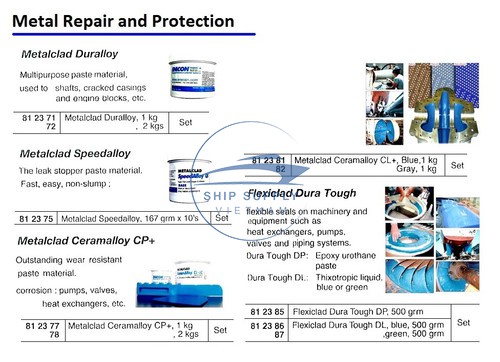 Metal Repair and Protection
Metalclad Duralloy
Multipurpose paste material,
used to shafts, cracked casings
and engine blocks, etc.
81 23 71 Metalclad Duralloy, 1 kg Set
72 , 2 kgs
Metalclad Speedalloy
The leak stopper paste material.
Fast, easy, non-slump ;
81 23 75 Metalclad Speedalloy, 167 grm x 10's Set
Metalclad Ceramalloy CP+
Outstanding wear resistant
paste material.
corrosion : pumps, valves,
heat exchangers, etc.
81 23 77 Metalclad Ceramalloy CP+, 1 kg Set
78 , 2 kgs
METALCLAD
SpeedAlloy
SHIP SUPPLY
VIETNAM
81 23 81 Metalclad Ceramalloy CL+, Blue,1 kg Set
82 Gray, 1 kg
Flexiclad Dura Tough
flexible seals on machinery and
equipment such as
heat exchangers, pumps,
valves and piping systems.
Dura Tough DP: Epoxy urethane
paste
Dura Tough DL: Thixotropic liquid,
blue or green
81 23 85 Flexiclad Dura Tough DP, 500 grm Set
81 23 86 Flexiclad Dura Tough DL, blue, 500 grm
87 ,green, 500 grm